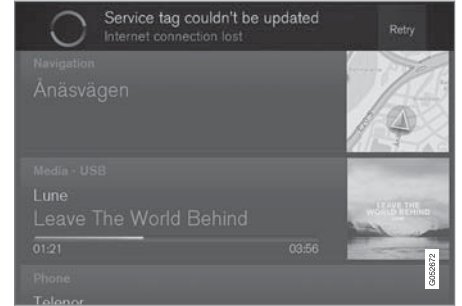 Service tag couldn't be updated
Internet connection lost
Retry
Navigation
Ånäsvägen
Media - USB
Lune
Leave The World Behind
01:21
03:56
LEAVE THE
WORLD BEHIND
Phone
Telenor
G052672